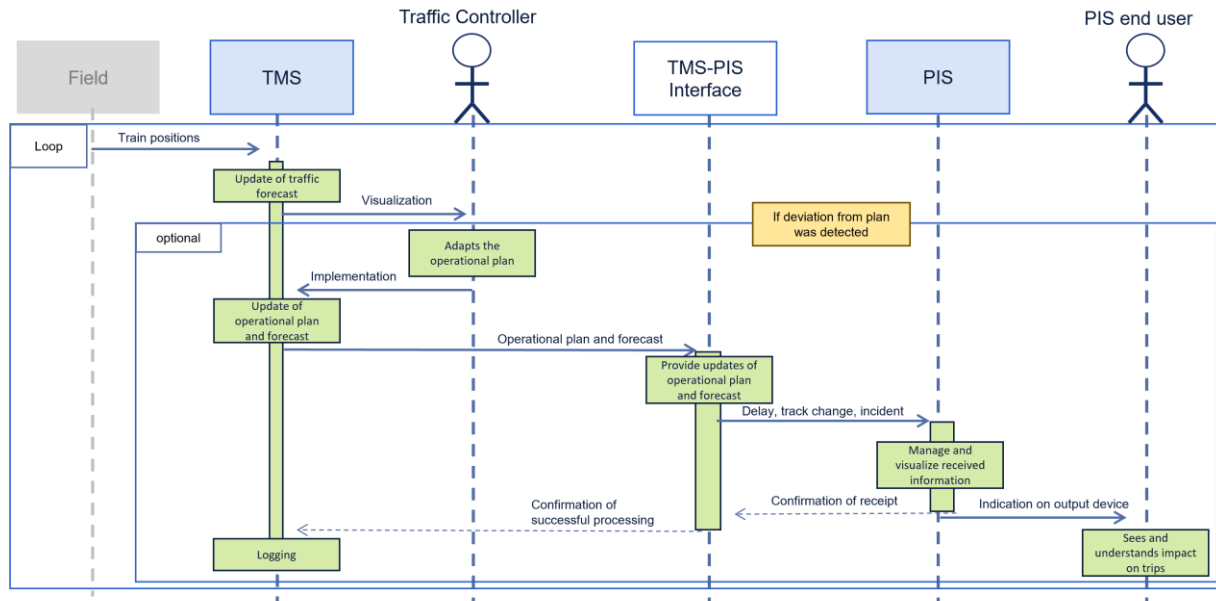 Traffic Controller
PIS end user
Field
TMS
TMS-PIS
Interface
PIS
Loop
Train positions
Update of traffic
forecast
Visualization
If deviation from plan
was detected
optional
Adapts the
operational plan
Implementation
Update of
operational plan
and forecast
Operational plan and forecast
Provide updates of
operational plan
and forecast
Delay, track change, incident
Manage and
visualize received
information
Confirmation of receipt
Indication on output device
Confirmation of
successful processing
Logging
Sees and
understands impact
on trips